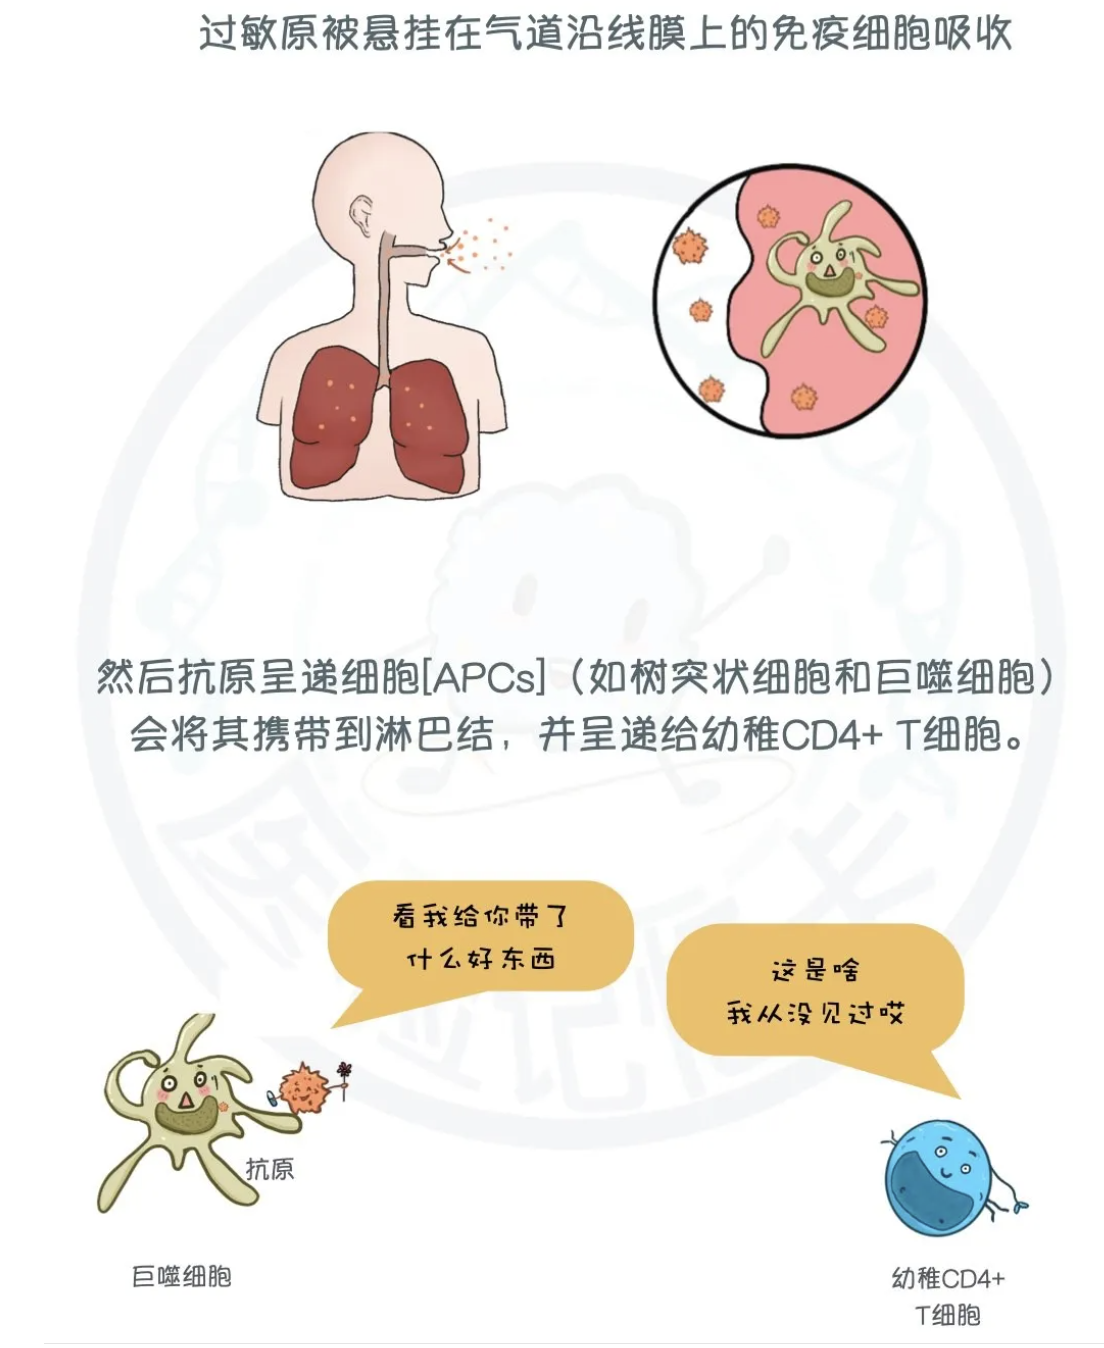 过敏原被悬挂在气道沿线膜上的免疫细胞吸收
然后抗原呈递细胞[APCs]（如树突状细胞和巨噬细胞）
会将其携带到淋巴结，并呈递给幼稚CD4+ T细胞。
看我给你带了
什么好东西
这是啥
我从没见过哎
抗原
巨噬细胞
幼稚CD4+
T细胞